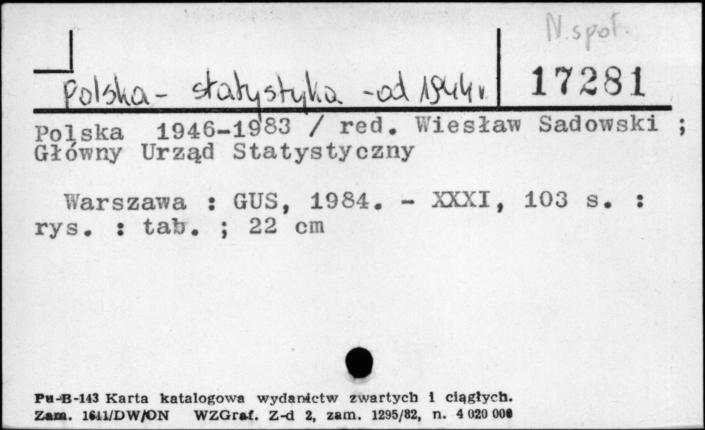 N. społ.
Polska - statystyka - od 1944 r.
17281
Polska 1946-1983 / red. Wiesław Sadowski ;
Główny Urząd Statystyczny
Warszawa : GUS, 1984. - XXXI, 103 s. :
rys. : tab. ; 22 cm
Pu-B-143 Karta katalogowa wydawnictw zwartych i ciągłych.
Zam. 1611/DW/ON WZGraf. Z-d 2, zam. 1295/82, n. 4 020 000